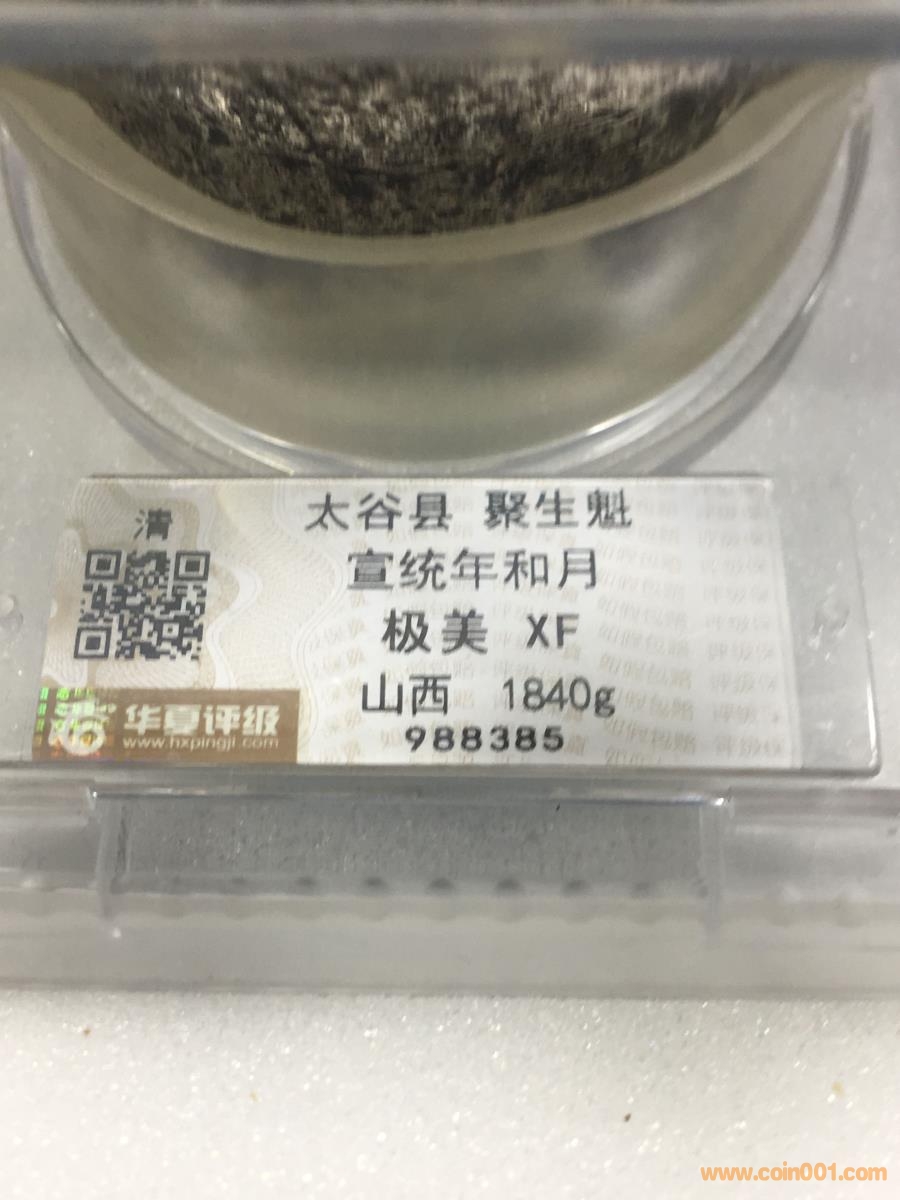 清
太谷县 聚生魁
宣统年和月
极美 XF
山西 1840g
988385
华夏评级
www.hxpingji.com
www.coin001.com